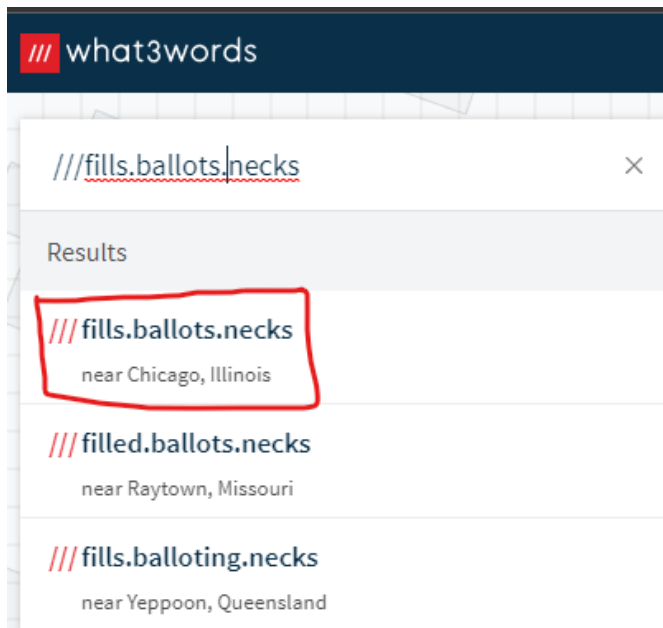 /// what3words
///fills.ballots.necks ×
Results
///fills.ballots.necks
near Chicago, Illinois
///filled.ballots.necks
near Raytown, Missouri
///fills.balloting.necks
near Yeppoon, Queensland